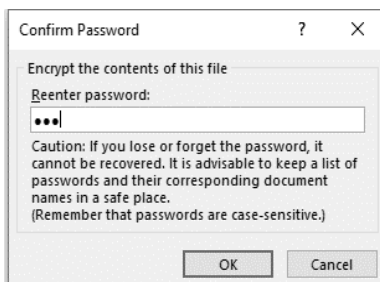 Confirm Password ? ×
Encrypt the contents of this file
Reenter password:
•••
Caution: If you lose or forget the password, it
cannot be recovered. It is advisable to keep a list of
passwords and their corresponding document
names in a safe place.
(Remember that passwords are case-sensitive.)
OK Cancel